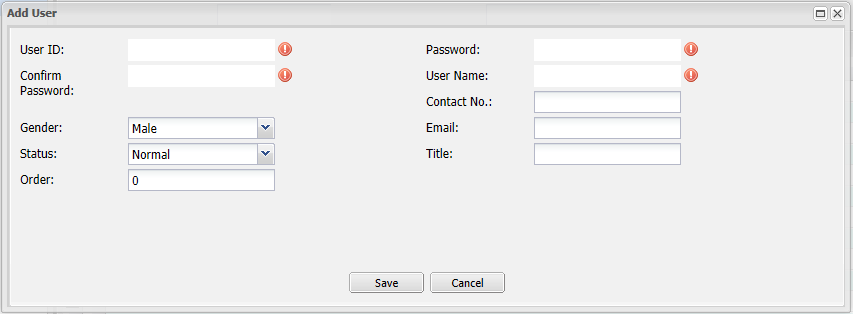 Add User
User ID:
Password:
Confirm
Password:
User Name:
Contact No.:
Gender:
Male
Email:
Status:
Normal
Title:
Order:
0
Save
Cancel